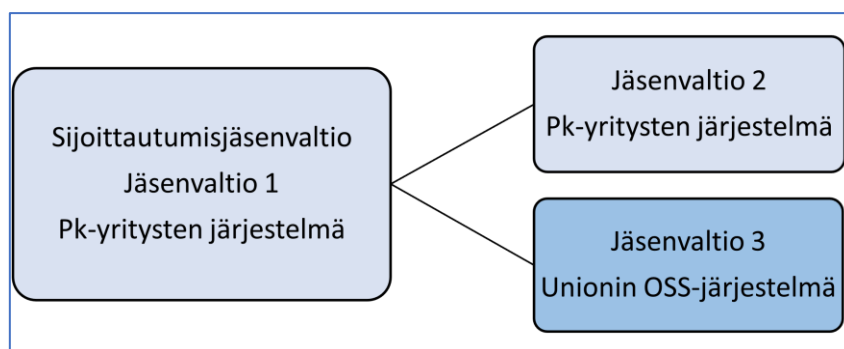 Sijoittautumisjäsenvaltio
Jäsenvaltio 1
Pk-yritysten järjestelmä
Jäsenvaltio 2
Pk-yritysten järjestelmä
Jäsenvaltio 3
Unionin OSS-järjestelmä